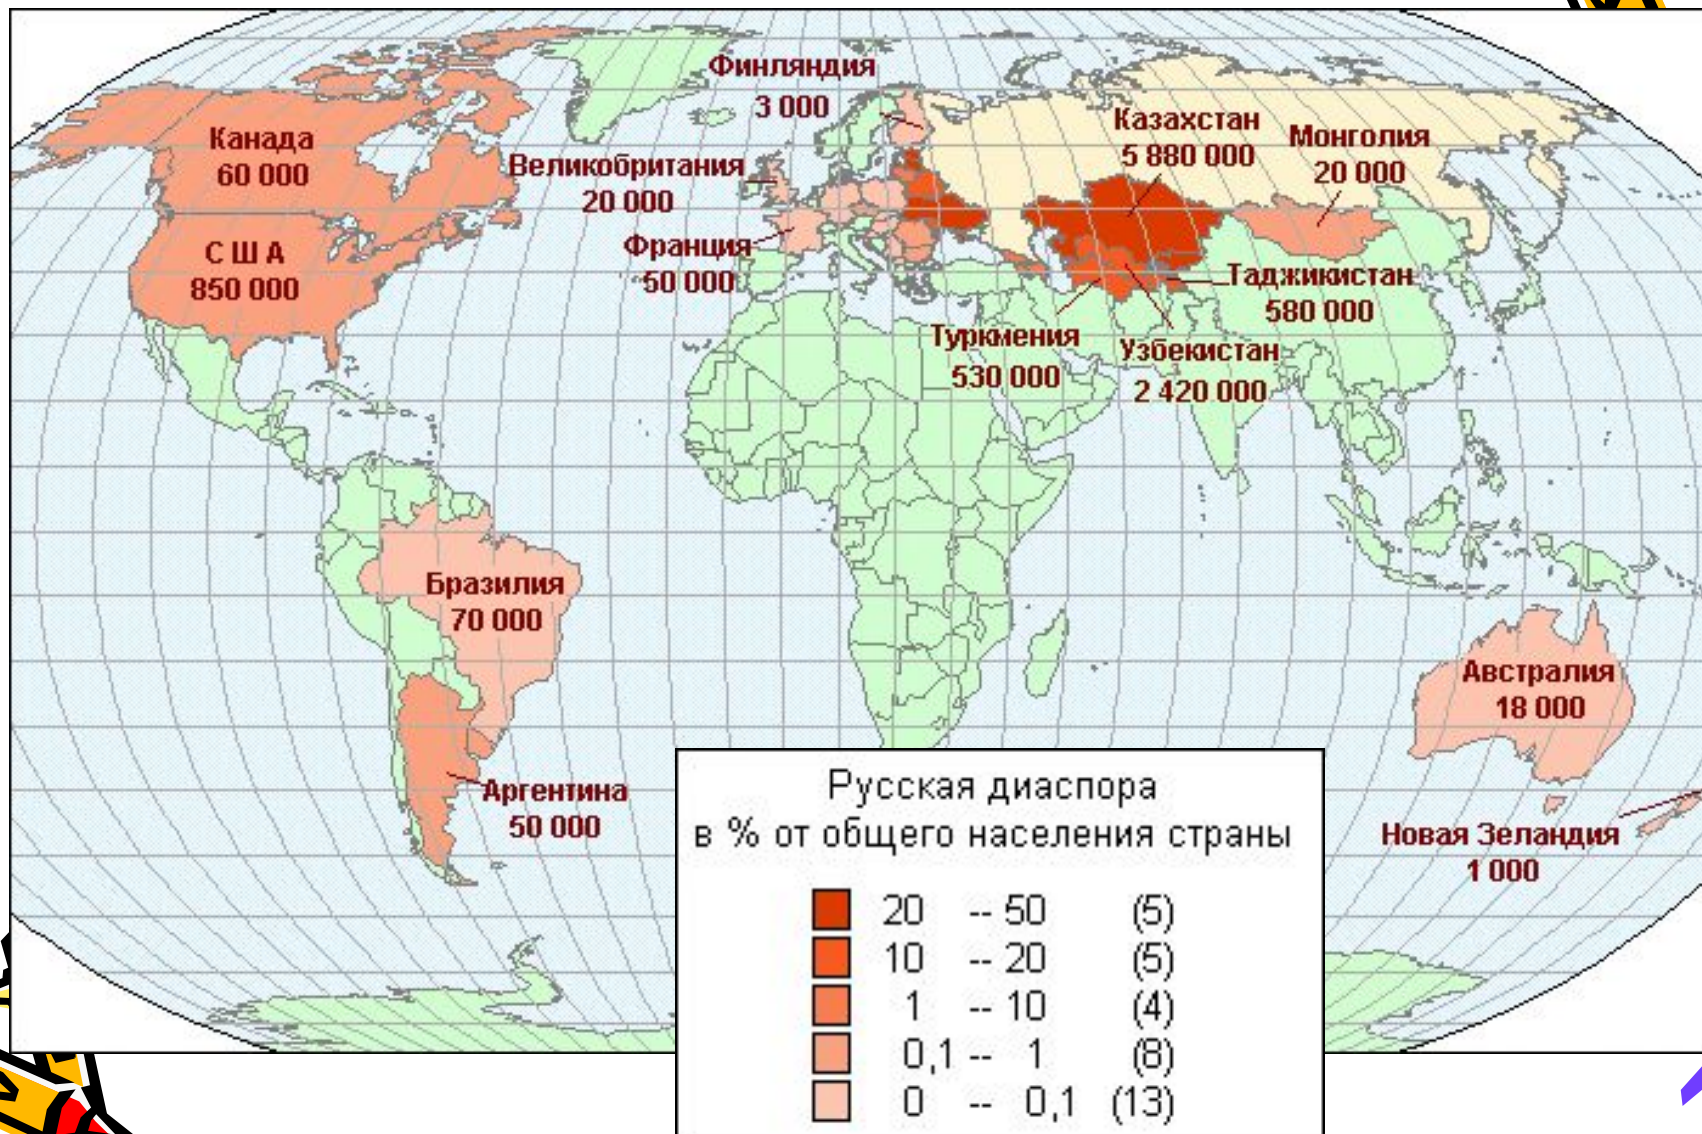 Финляндия
3 000
Канада
60 000
Великобритания
20 000
Казахстан
5 880 000
Монголия
20 000
С Ш А
850 000
Франция
50 000
Таджикистан
580 000
Туркмения
530 000
Узбекистан
2 420 000
Бразилия
70 000
Австралия
18 000
Аргентина
50 000
Новая Зеландия
1 000
Русская диаспора
в % от общего населения страны
20 -- 50 (5)
10 -- 20 (5)
1 -- 10 (4)
0,1 -- 1 (8)
0 -- 0,1 (13)